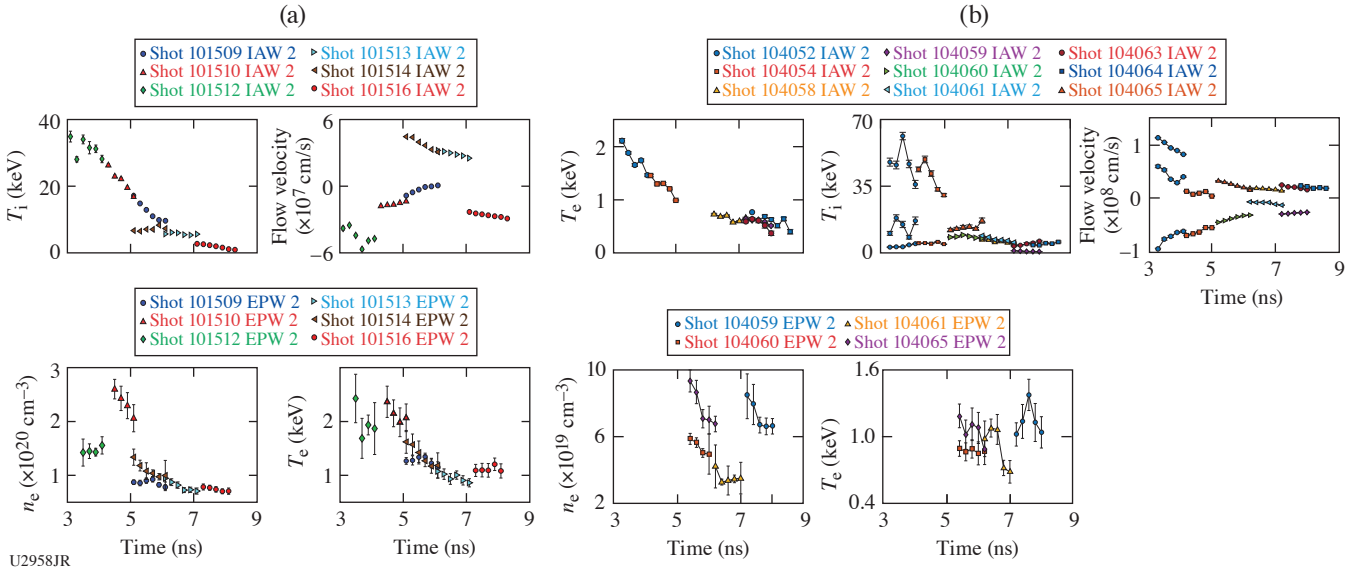 (a)
(b)
Shot 101509 IAW 2 Shot 101513 IAW 2
Shot 101510 IAW 2 Shot 101514 IAW 2
Shot 101512 IAW 2 Shot 101516 IAW 2
Shot 104052 IAW 2 Shot 104059 IAW 2 Shot 104063 IAW 2
Shot 104054 IAW 2 Shot 104060 IAW 2 Shot 104064 IAW 2
Shot 104058 IAW 2 Shot 104061 IAW 2 Shot 104065 IAW 2
Ti (keV)
40
20
0
Flow velocity
(×10⁷ cm/s)
6
0
−6
Te (keV)
2
1
0
Ti (keV)
70
35
0
Flow velocity
(×10⁸ cm/s)
1
0
−1
3 5 7 9
Time (ns)
Shot 101509 EPW 2 Shot 101513 EPW 2
Shot 101510 EPW 2 Shot 101514 EPW 2
Shot 101512 EPW 2 Shot 101516 EPW 2
Shot 104059 EPW 2 Shot 104061 EPW 2
Shot 104060 EPW 2 Shot 104065 EPW 2
ne (×10²⁰ cm⁻³)
3
2
1
3 5 7 9
Time (ns)
Te (keV)
3
2
1
3 5 7 9
Time (ns)
ne (×10¹⁹ cm⁻³)
10
6
2
3 5 7 9
Time (ns)
Te (keV)
1.6
1.0
0.4
3 5 7 9
Time (ns)
U2958JR